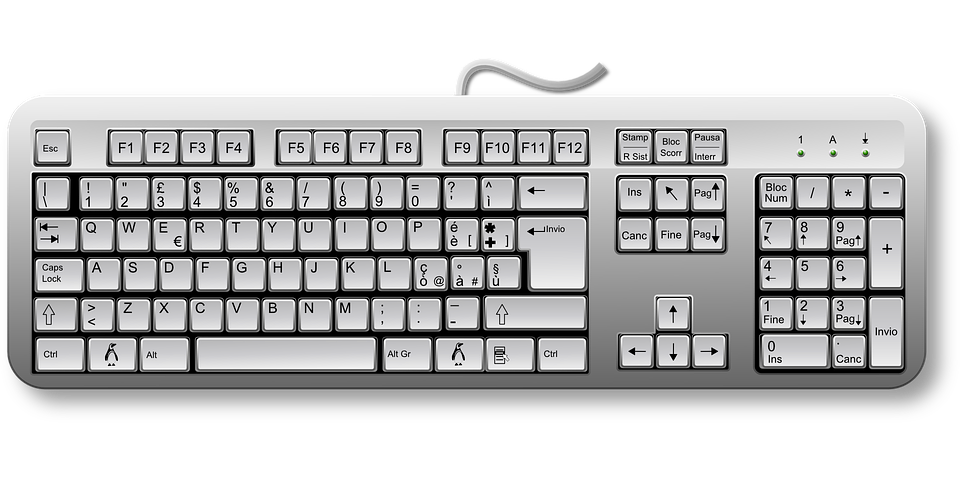 Esc F1 F2 F3 F4 F5 F6 F7 F8 F9 F10 F11 F12 Stamp Bloc Pausa 1 A
R Sist Scorr Interr
| ! " £ $ % & / ( ) = ? ^ Ins Pag Bloc / * -
\ 1 2 3 4 5 6 7 8 9 0 ' ì Num
Q W E R T Y U I O P é * Invio Canc Fine Pag 7 8 9 +
€ è [ + ] Pag
Caps A S D F G H J K L ç ° § 4 5 6
Lock ò @ à # ù
> Z X C V B N M ; : _ 1 2 3 Invio
< , . - Fine Pag
Ctrl Alt Alt Gr Ctrl 0 .
Ins Canc